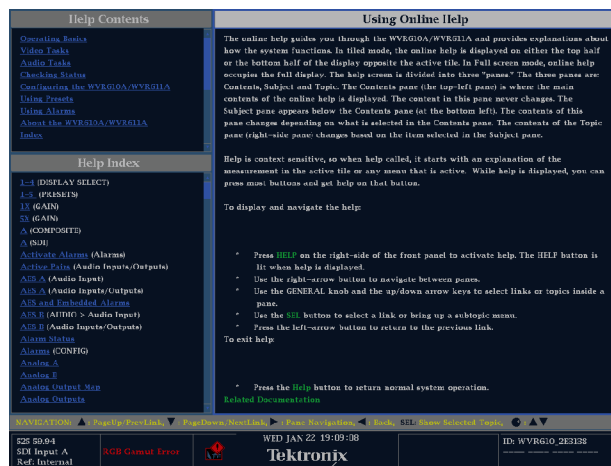 Help Contents
Operating Basics
Video Tasks
Audio Tasks
Checking Status
Configuring the WVR610A/WVR611A
Using Presets
Using Alarms
About the WVR610A/WVR611A
Index
Help Index
1-4 (DISPLAY SELECT)
1-5 (PRESETS)
1X (GAIN)
5X (GAIN)
A (COMPOSITE)
A (SDI)
Activate Alarms (Alarms)
Active Pairs (Audio Inputs/Outputs)
AES A (Audio Input)
AES A (Audio Inputs/Outputs)
AES and Embedded Alarms
AES B (AUDIO > Audio Input)
AES B (Audio Inputs/Outputs)
Alarm Status
Alarms (CONFIG)
Analog A
Analog B
Analog Output Map
Analog Outputs
Using Online Help
The online help guides you through the WVR610A/WVR611A and provides explanations about
how the system functions. In tiled mode, the online help is displayed on either the top half
or the bottom half of the display opposite the active tile. In Full screen mode, online help
occupies the full display. The help screen is divided into three "panes." The three panes are:
Contents, Subject and Topic. The Contents pane (the top-left pane) is where the main
contents of the online help is displayed. The content in this pane never changes. The
Subject pane appears below the Contents pane (at the bottom left). The contents of this
pane changes depending on what is selected in the Contents pane. The contents of the Topic
pane (right-side pane) changes based on the item selected in the Subject pane.
Help is context sensitive, so when help called, it starts with an explanation of the
measurement in the active tile or any menu that is active. While help is displayed, you can
press most buttons and get help on that button.
To display and navigate the help:
* Press HELP on the right-side of the front panel to activate help. The HELP button is
lit when help is displayed.
* Use the right-arrow button to navigate between panes.
* Use the GENERAL knob and the up/down arrow keys to select links or topics inside a
pane.
* Use the SEL button to select a link or bring up a subtopic menu.
* Press the left-arrow button to return to the previous link.
To exit help:
* Press the Help button to return normal system operation.
Related Documentation
NAVIGATION: ▲: PageUp/PrevLink, ▼: PageDown/NextLink, ▶: Pane Navigation, ◀: Back, SEL: Show Selected Topic, : ▲▼
525 59.94
SDI Input A
Ref: Internal
RGB Gamut Error
WED JAN 22 19:09:08
Tektronix
ID: WVR610_2E3138
---- ---- ---- ----